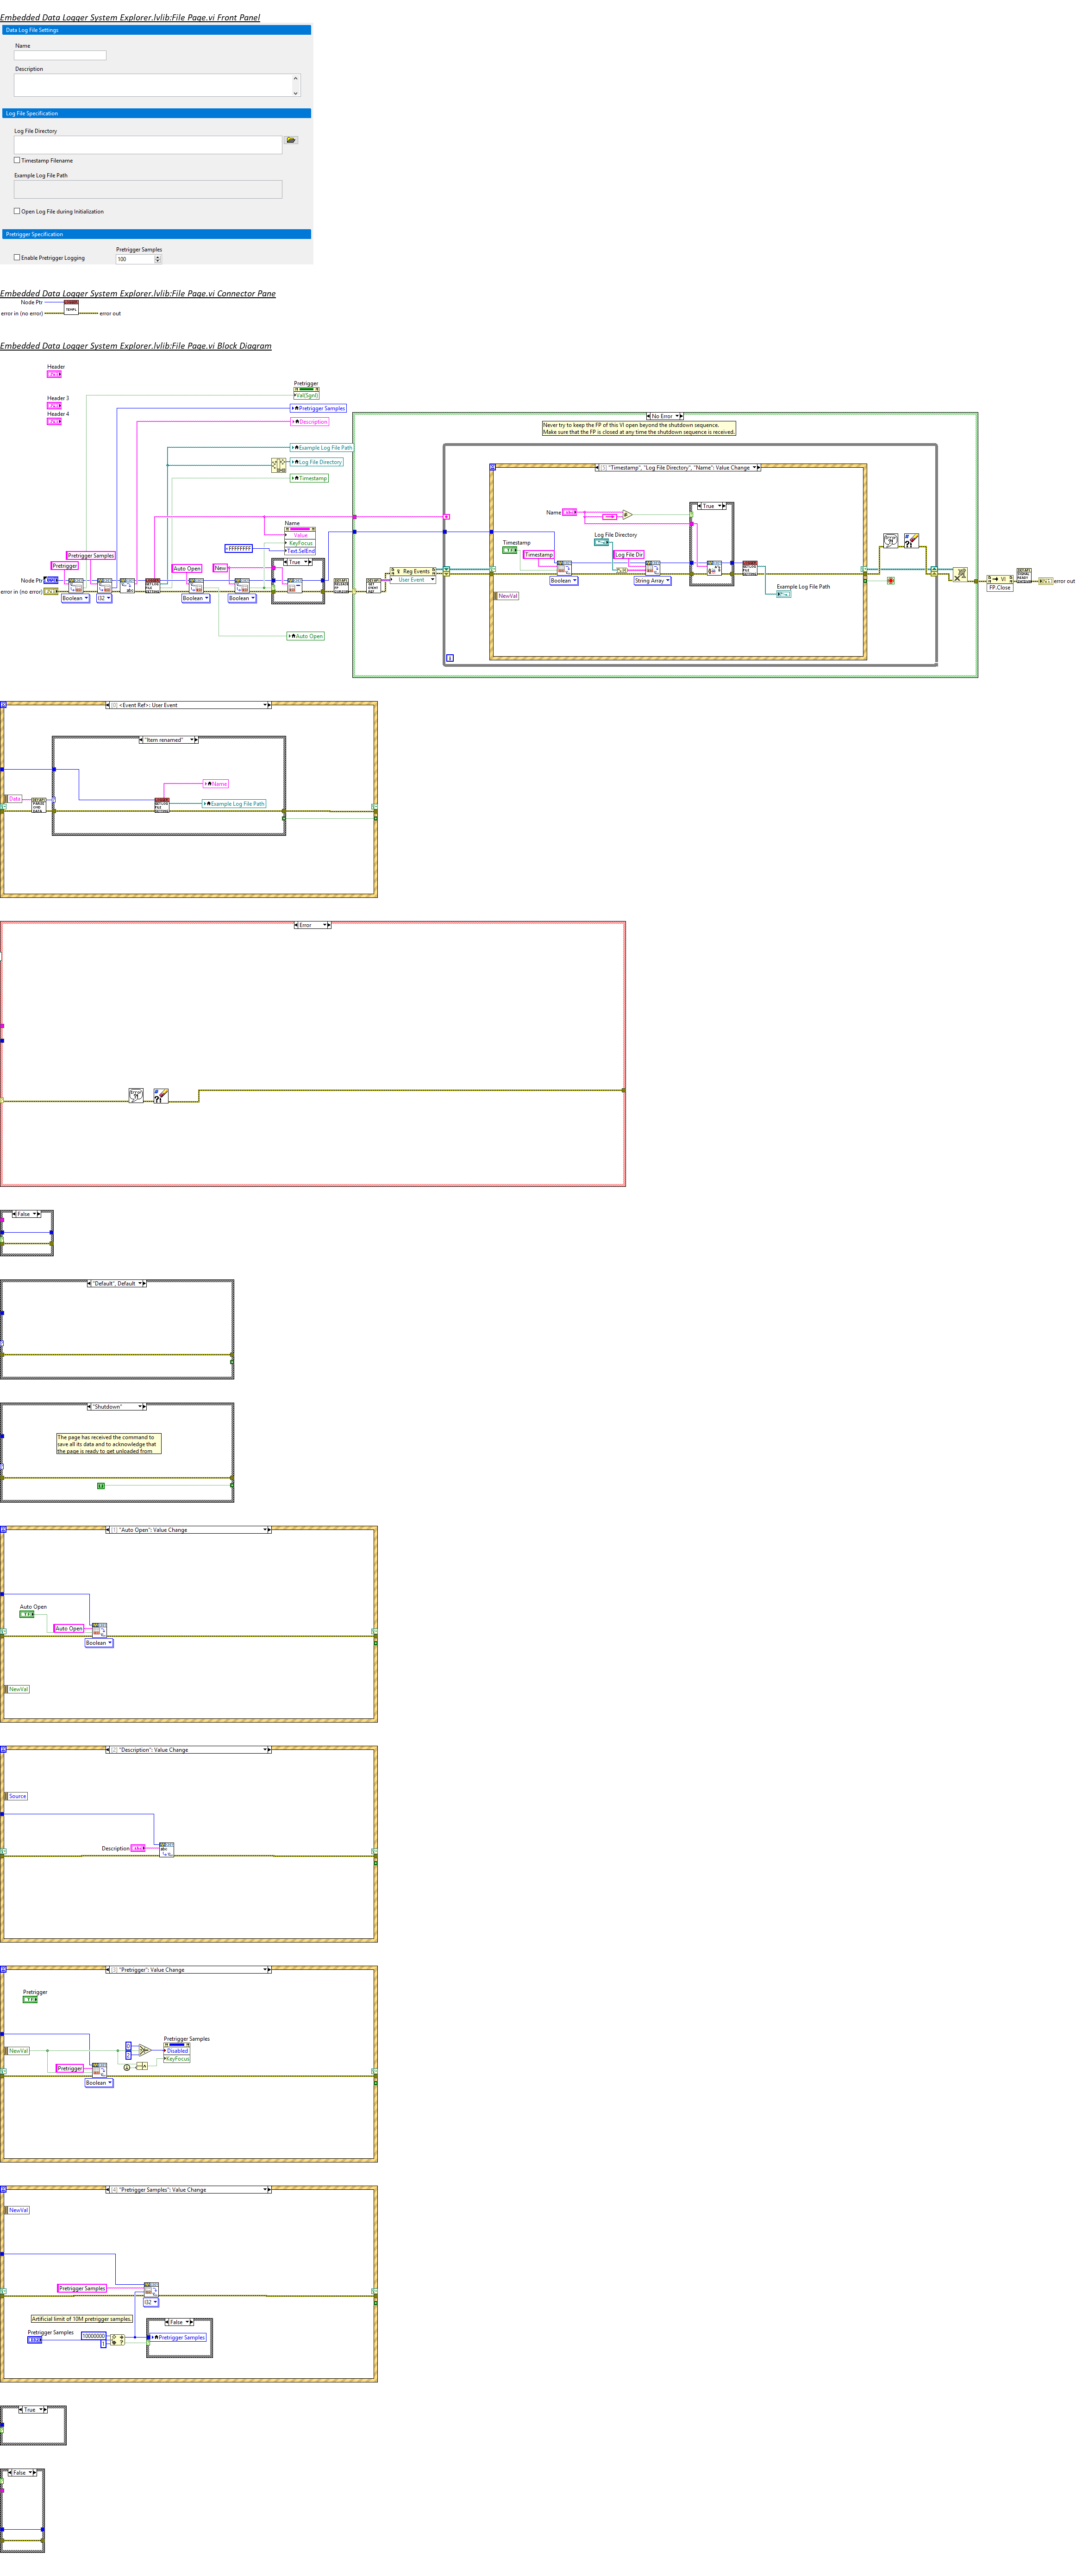 Embedded Data Logger System Explorer.lvlib:File Page.vi Front Panel
Data Log File Settings
Name
Description
Log File Specification
Log File Directory
Timestamp Filename
Example Log File Path
Open Log File during Initialization
Pretrigger Specification
Pretrigger Samples
Enable Pretrigger Logging
100
Embedded Data Logger System Explorer.lvlib:File Page.vi Connector Pane
Node Ptr
error in (no error)
TEMPL
error out
Embedded Data Logger System Explorer.lvlib:File Page.vi Block Diagram
Header
Header 3
Header 4
Pretrigger
Val(Sgnl)
Pretrigger Samples
Description
Example Log File Path
Log File Directory
Timestamp
No Error
Never try to keep the FP of this VI open beyond the shutdown sequence.
Make sure that the FP is closed at any time the shutdown sequence is received.
[5] "Timestamp", "Log File Directory", "Name": Value Change
Name
Value
KeyFocus
Text.SelEnd
xFFFFFFFF
Pretrigger Samples
Pretrigger
Auto Open
New
True
Node Ptr
error in (no error)
Boolean
I32
Boolean
Boolean
Auto Open
Reg Events
User Event
Name
True
Timestamp
Timestamp
Boolean
Log File Directory
Log File Dir
String Array
NewVal
Example Log File Path
VI
FP.Close
error out
[0] <Event Ref>: User Event
"Item renamed"
Name
Data
Example Log File Path
Error
False
"Default", Default
"Shutdown"
The page has received the command to
save all its data and to acknowledge that
the page is ready to get unloaded from
[1] "Auto Open": Value Change
Auto Open
Auto Open
Boolean
NewVal
[2] "Description": Value Change
Source
Description
[3] "Pretrigger": Value Change
Pretrigger
NewVal
Pretrigger Samples
Disabled
KeyFocus
Pretrigger
Boolean
[4] "Pretrigger Samples": Value Change
NewVal
Pretrigger Samples
I32
Artificial limit of 10M pretrigger samples.
False
Pretrigger Samples
10000000
1
Pretrigger Samples
True
False